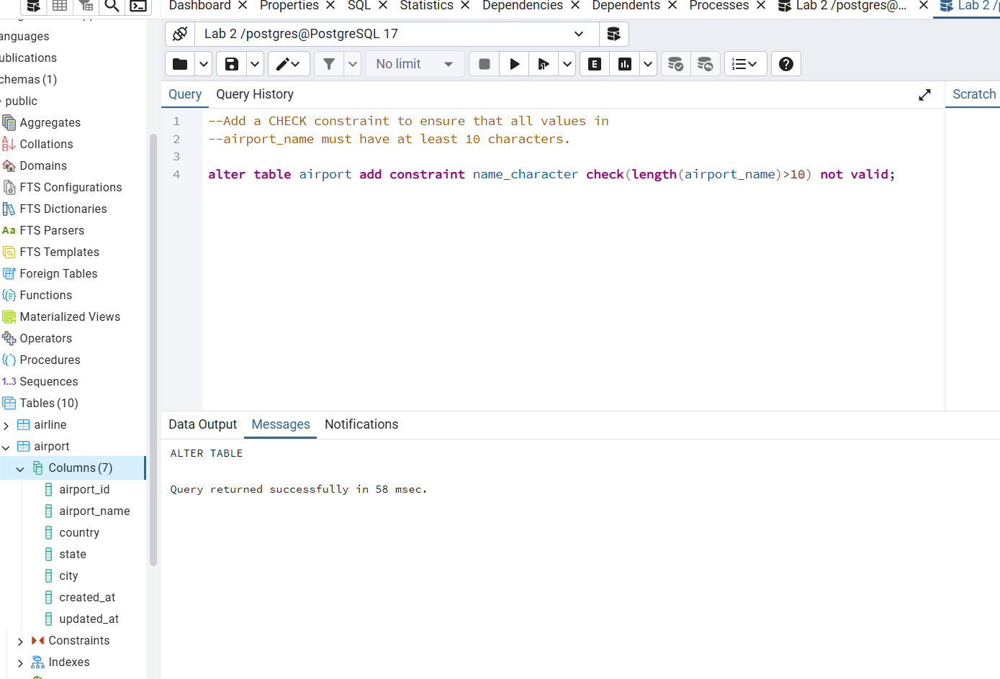 Dashboard Properties SQL Statistics Dependencies Dependents Processes Lab 2 /postgres@... Lab 2 /p
Lab 2 /postgres@PostgreSQL 17
No limit
E
Query Query History
Scratch
1 --Add a CHECK constraint to ensure that all values in
2 --airport_name must have at least 10 characters.
3
4 alter table airport add constraint name_character check(length(airport_name)>10) not valid;
Data Output Messages Notifications
ALTER TABLE
Query returned successfully in 58 msec.
anguages
ublications
chemas (1)
public
Aggregates
Collations
Domains
FTS Configurations
FTS Dictionaries
Aa FTS Parsers
FTS Templates
Foreign Tables
Functions
Materialized Views
Operators
Procedures
1..3 Sequences
Tables (10)
airline
airport
Columns (7)
airport_id
airport_name
country
state
city
created_at
updated_at
Constraints
Indexes